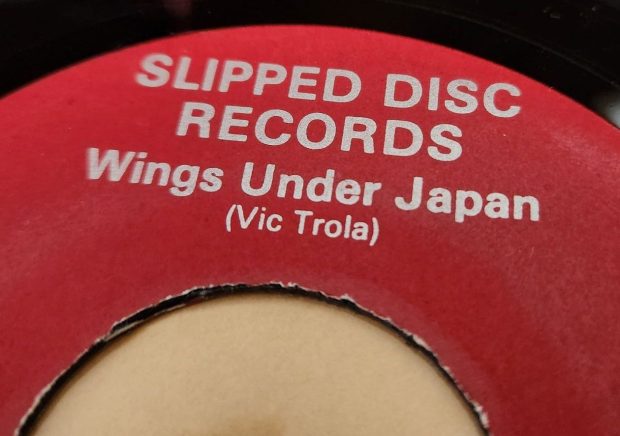 SLIPPED DISC
RECORDS
Wings Under Japan
(Vic Trola)